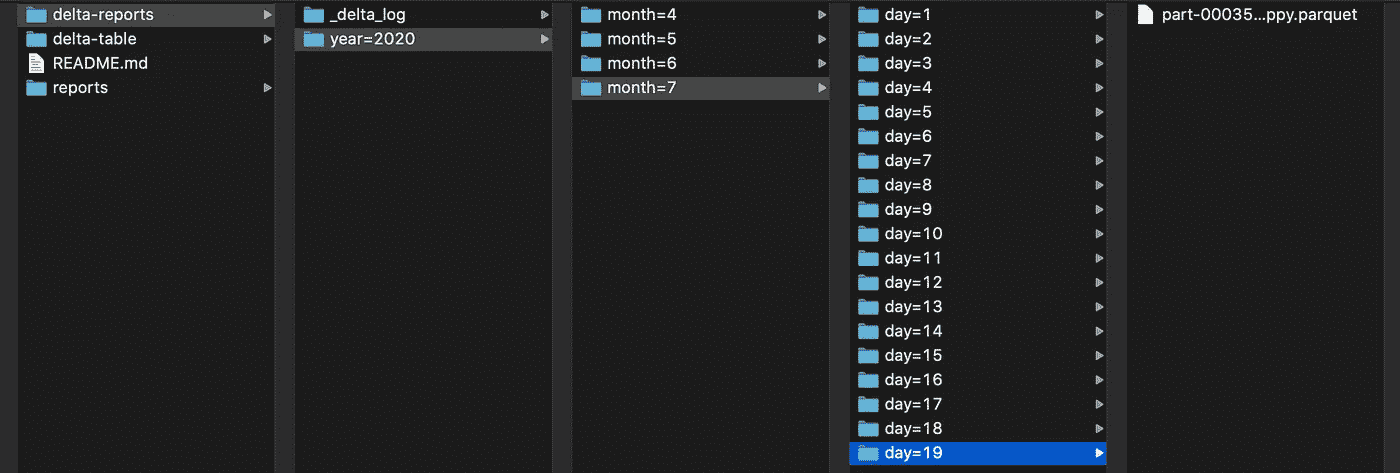 delta-reports
delta-table
README.md
reports
_delta_log
year=2020
month=4
month=5
month=6
month=7
day=1
day=2
day=3
day=4
day=5
day=6
day=7
day=8
day=9
day=10
day=11
day=12
day=13
day=14
day=15
day=16
day=17
day=18
day=19
part-00035...ppy.parquet